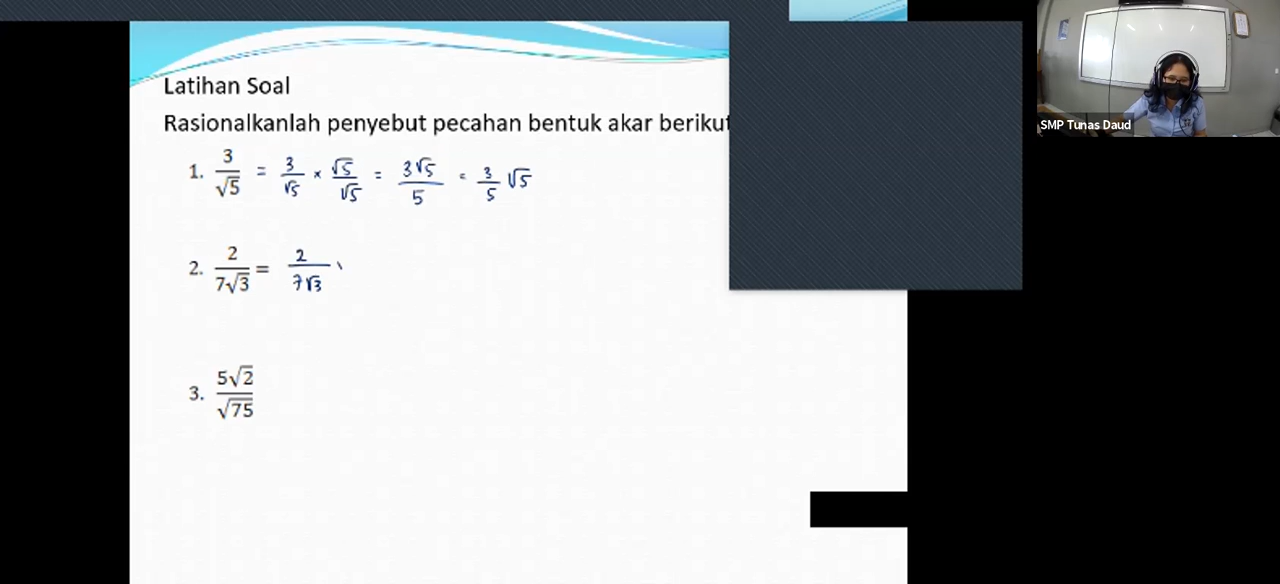 Latihan Soal
Rasionalkanlah penyebut pecahan bentuk akar
1. 3/√5 = 3/√5 × √5/√5 = 3√5/5 = 3/5 √5
2. 2/7√3 = 2/7√3
3. 5√2/√75
SMP Tunas Daud